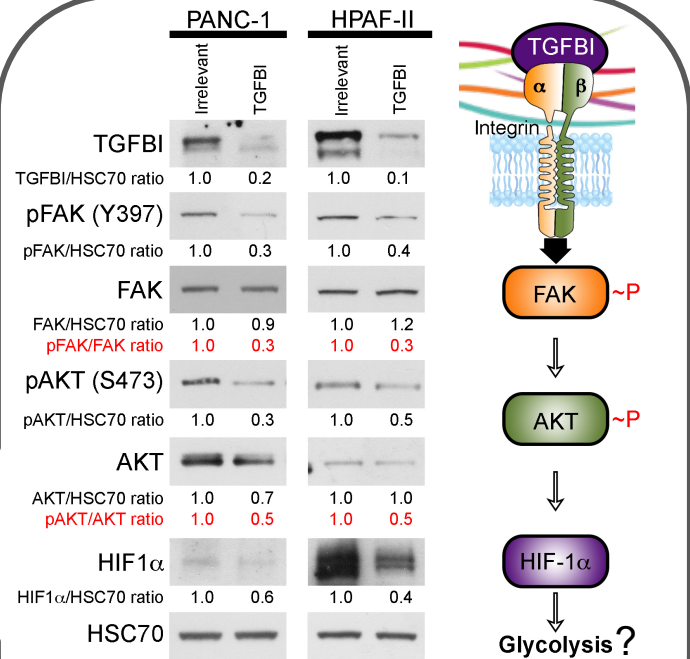 PANC-1 HPAF-II
Irrelevant TGFBI Irrelevant TGFBI
TGFBI
TGFBI/HSC70 ratio 1.0 0.2 1.0 0.1
pFAK (Y397)
pFAK/HSC70 ratio 1.0 0.3 1.0 0.4
FAK
FAK/HSC70 ratio 1.0 0.9 1.0 1.2
pFAK/FAK ratio 1.0 0.3 1.0 0.3
pAKT (S473)
pAKT/HSC70 ratio 1.0 0.3 1.0 0.5
AKT
AKT/HSC70 ratio 1.0 0.7 1.0 1.0
pAKT/AKT ratio 1.0 0.5 1.0 0.5
HIF1α
HIF1α/HSC70 ratio 1.0 0.6 1.0 0.4
HSC70
TGFBI
α β
Integrin
FAK ~P
AKT ~P
HIF-1α
Glycolysis ?